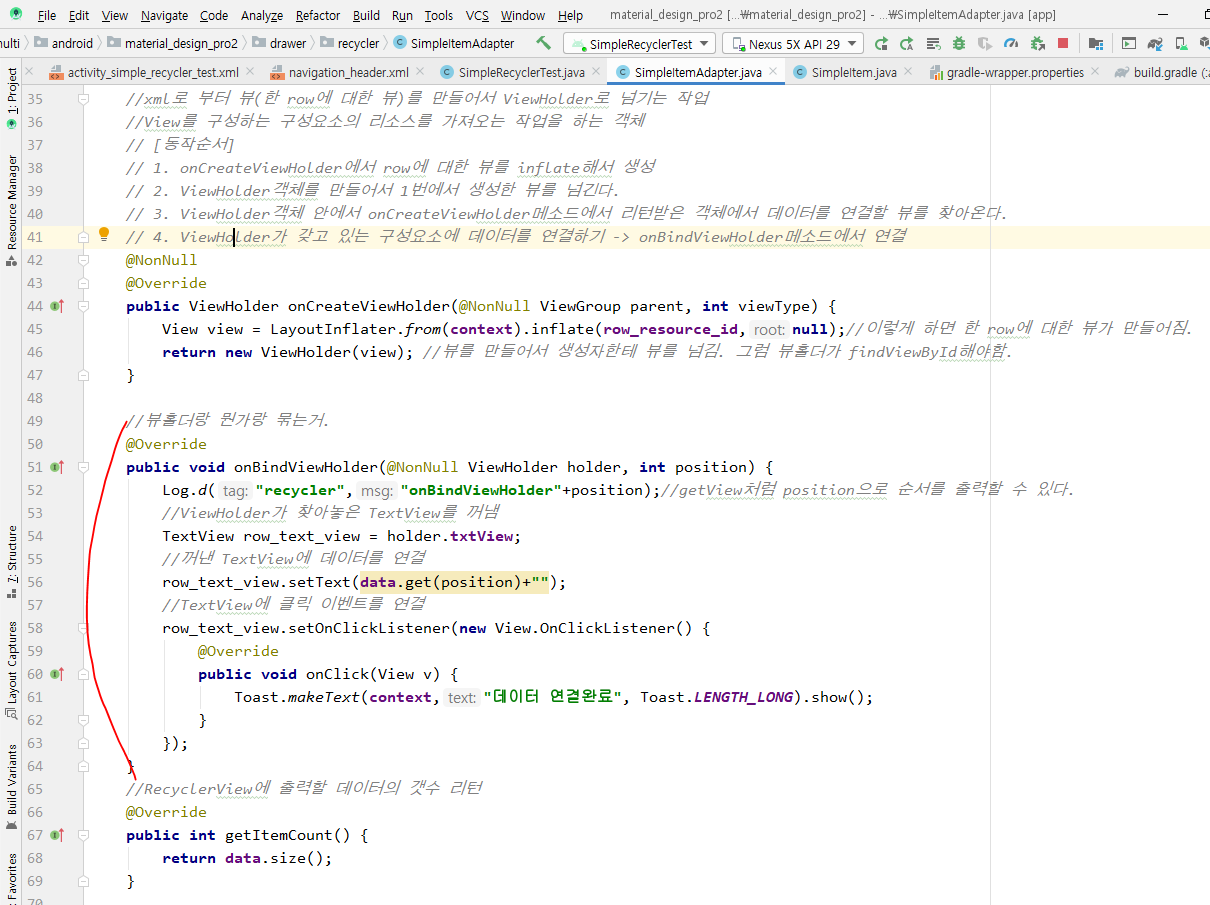 File Edit View Navigate Code Analyze Refactor Build Run Tools VCS Window Help material_design_pro2 [...₩material_design_pro2] - ...₩SimpleItemAdapter.java [app]
nulti android material_design_pro2 drawer recycler SimpleItemAdapter SimpleRecyclerTest Nexus 5X API 29
activity_simple_recycler_test.xml navigation_header.xml SimpleRecyclerTest.java SimpleItemAdapter.java SimpleItem.java gradle-wrapper.properties build.gradle (:a
1: Project
Resource Manager
7: Structure
Layout Captures
Build Variants
Favorites
35 //xml로 부터 뷰(한 row에 대한 뷰)를 만들어서 ViewHolder로 넘기는 작업
36 //View를 구성하는 구성요소의 리소스를 가져오는 작업을 하는 객체
37 // [동작순서]
38 // 1. onCreateViewHolder에서 row에 대한 뷰를 inflate해서 생성
39 // 2. ViewHolder객체를 만들어서 1번에서 생성한 뷰를 넘긴다.
40 // 3. ViewHolder객체 안에서 onCreateViewHolder메소드에서 리턴받은 객체에서 데이터를 연결할 뷰를 찾아온다.
41 // 4. ViewHolder가 갖고 있는 구성요소에 데이터를 연결하기 -> onBindViewHolder메소드에서 연결
42 @NonNull
43 @Override
44 public ViewHolder onCreateViewHolder(@NonNull ViewGroup parent, int viewType) {
45 View view = LayoutInflater.from(context).inflate(row_resource_id, root: null);//이렇게 하면 한 row에 대한 뷰가 만들어짐.
46 return new ViewHolder(view); //뷰를 만들어서 생성자한테 뷰를 넘김. 그럼 뷰홀더가 findViewById해야함.
47 }
48
49 //뷰홀더랑 뭔가랑 묶는거.
50 @Override
51 public void onBindViewHolder(@NonNull ViewHolder holder, int position) {
52 Log.d( tag: "recycler", msg: "onBindViewHolder"+position);//getView처럼 position으로 순서를 출력할 수 있다.
53 //ViewHolder가 찾아놓은 TextView를 꺼냄
54 TextView row_text_view = holder.txtView;
55 //꺼낸 TextView에 데이터를 연결
56 row_text_view.setText(data.get(position)+"");
57 //TextView에 클릭 이벤트를 연결
58 row_text_view.setOnClickListener(new View.OnClickListener() {
59 @Override
60 public void onClick(View v) {
61 Toast.makeText(context, text: "데이터 연결완료", Toast.LENGTH_LONG).show();
62 }
63 });
64 }
65 //RecyclerView에 출력할 데이터의 갯수 리턴
66 @Override
67 public int getItemCount() {
68 return data.size();
69 }
70